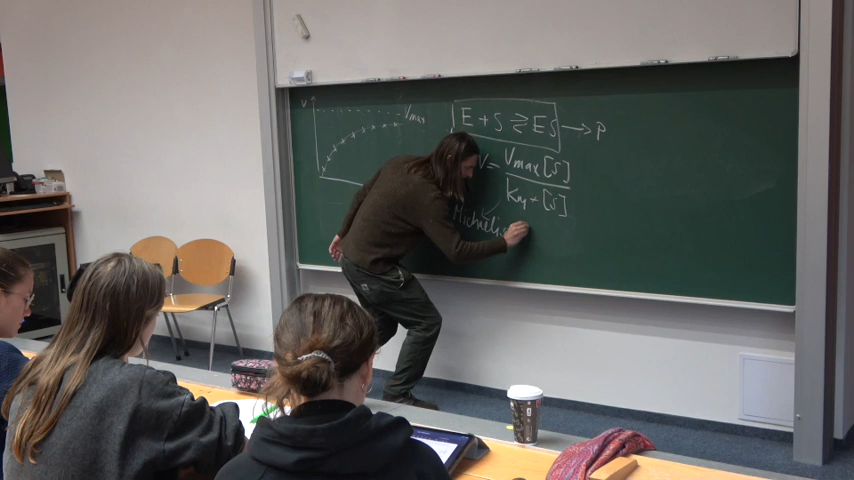 v
Vmax
E + S ⇄ ES → P
V = Vmax [S]
KM + [S]
Michaelis